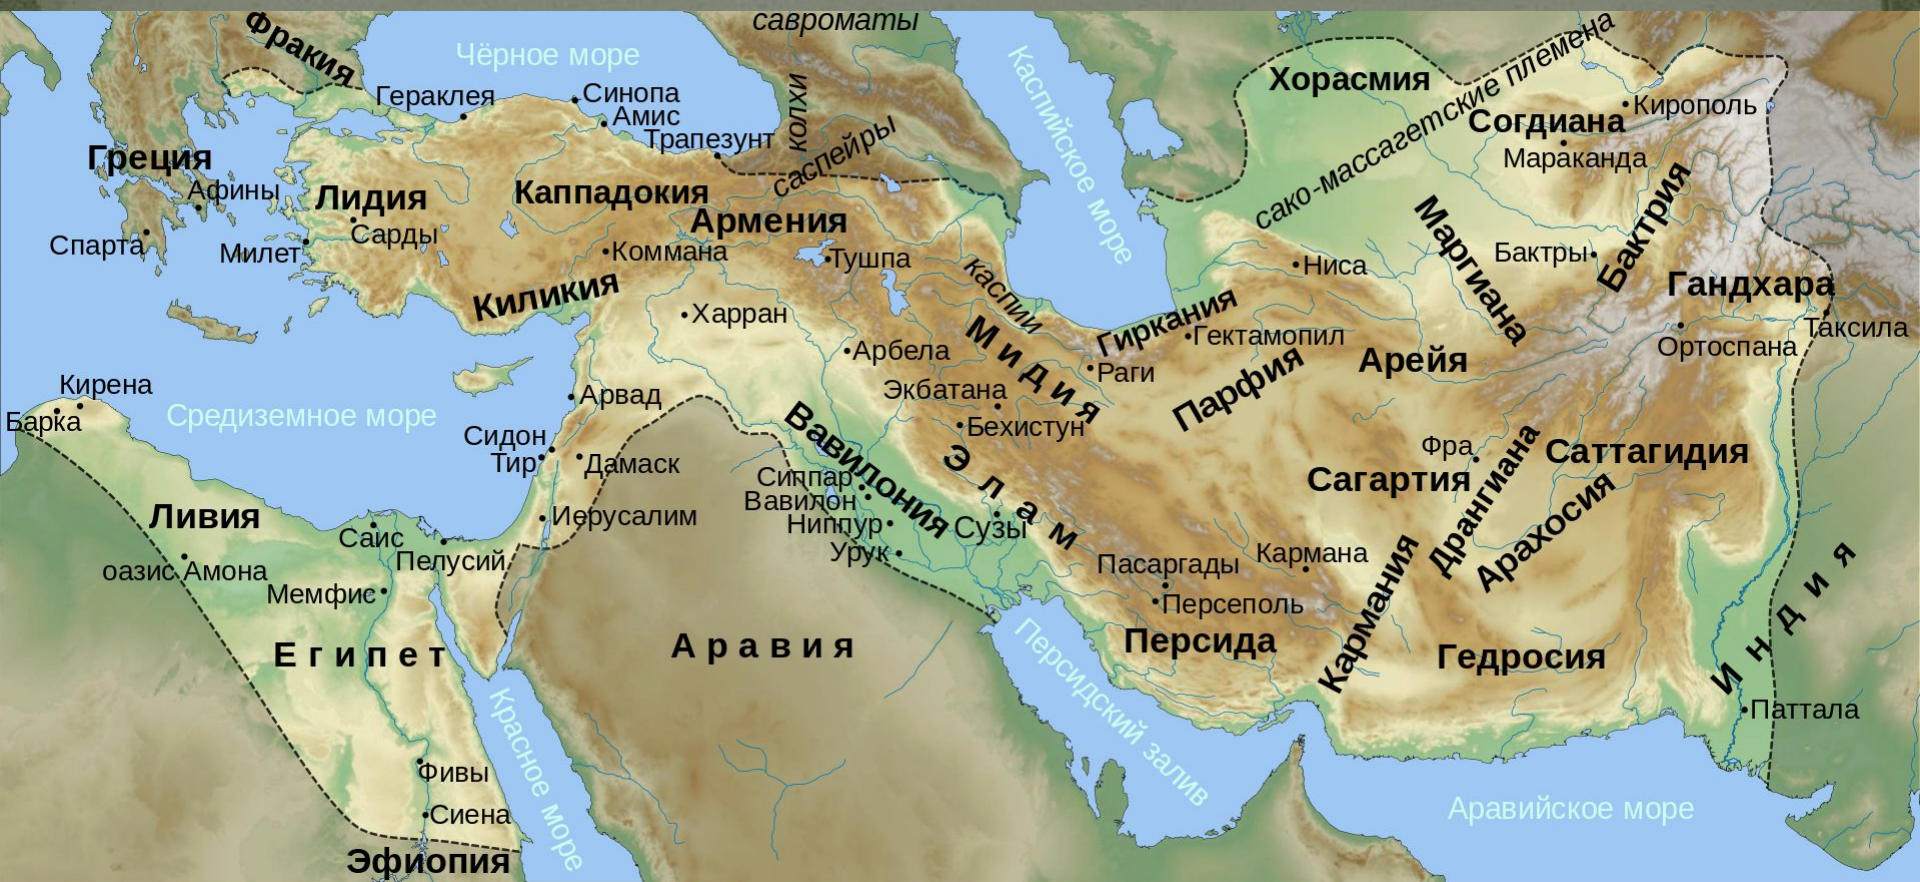 савроматы
Фракия
Чёрное море
Каспийское море
Хорасмия
сако-массагетские племена
Гераклея
Синопа
Амис
Трапезунт
колхи
саспейры
Кирополь
Согдиана
Мараканда
Греция
Афины
Лидия
Сарды
Каппадокия
Армения
Спарта
Милет
Коммана
Тушпа
каспии
Ниса
Маргиана
Бактры
Бактрия
Гандхара
Таксила
Ортоспана
Киликия
Харран
Арбела
Мидия
Гиркания
Гектамопил
Раги
Парфия
Арейя
Кирена
Барка
Средиземное море
Арвад
Экбатана
Бехистун
Сидон
Тир
Дамаск
Вавилония
Элам
Сиппар
Вавилон
Ниппур
Урук
Сузы
Фра
Сагартия
Дрангиана
Саттагидия
Арахосия
Ливия
Саис
Пелусий
Иерусалим
оазис Амона
Мемфис
Пасаргады
Кармана
Персеполь
Персида
Кармания
Гедросия
Индия
Египет
Аравия
Персидский залив
Паттала
Красное море
Фивы
Сиена
Эфиопия
Аравийское море